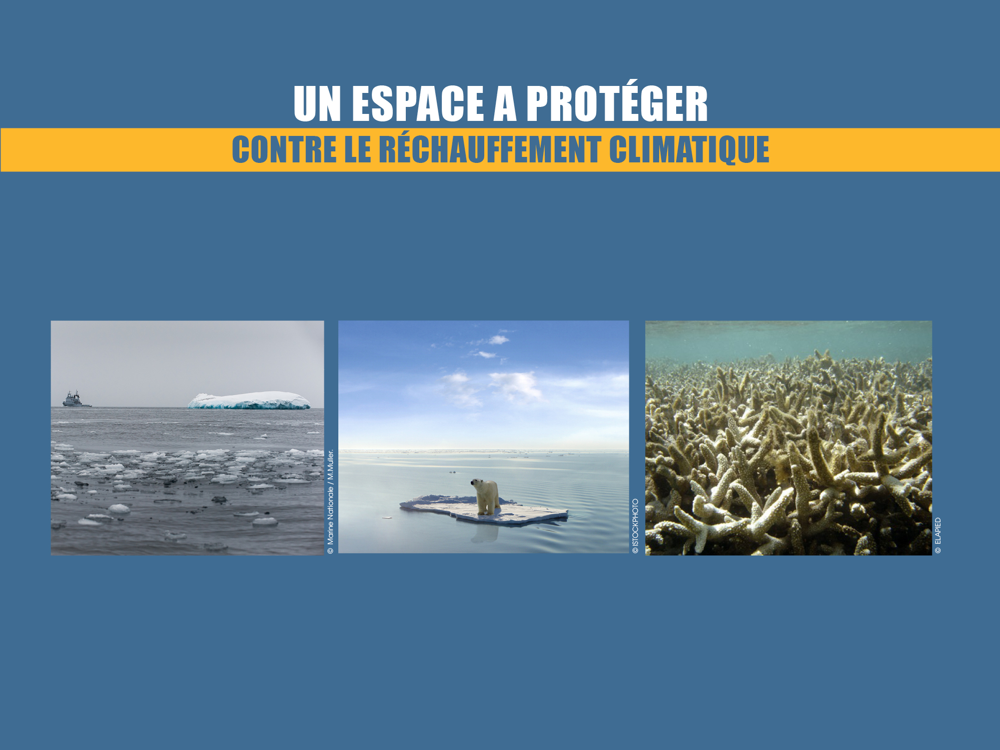 UN ESPACE A PROTÉGER
CONTRE LE RÉCHAUFFEMENT CLIMATIQUE
© Marine Nationale / M.Muller.
© ISTOCKPHOTO
© ELAPIED